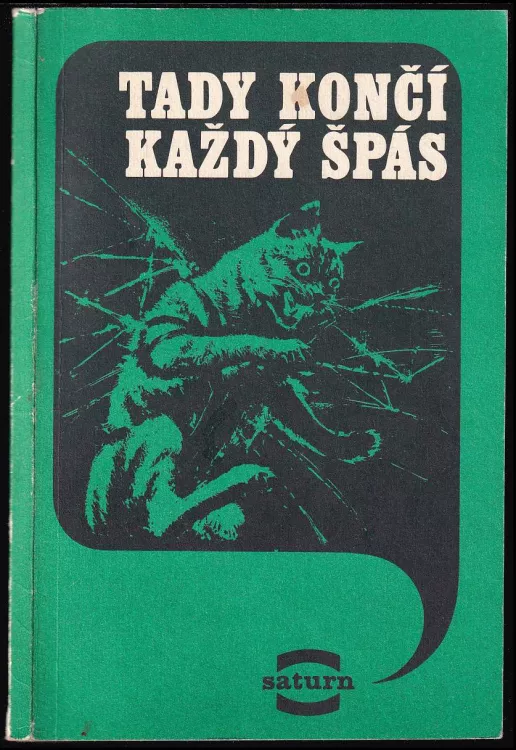 TADY KONČÍ
KAŽDÝ ŠPÁS
saturn